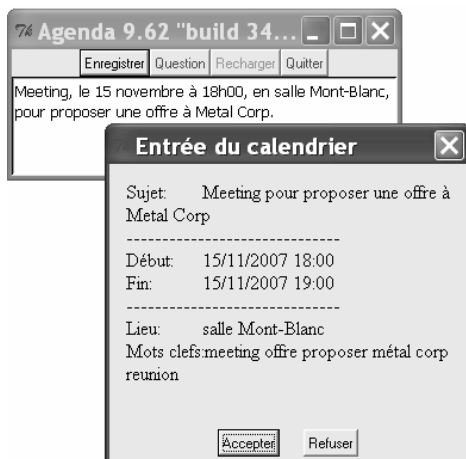 Agenda 9.62 "build 34...
Enregistrer Question Recharger Quitter
Meeting, le 15 novembre à 18h00, en salle Mont-Blanc,
pour proposer une offre à Metal Corp.
Entrée du calendrier
Sujet: Meeting pour proposer une offre à
Metal Corp
-----------------------------
Début: 15/11/2007 18:00
Fin: 15/11/2007 19:00
-----------------------------
Lieu: salle Mont-Blanc
Mots clefs:meeting offre proposer métal corp
reunion
Accepter Refuser